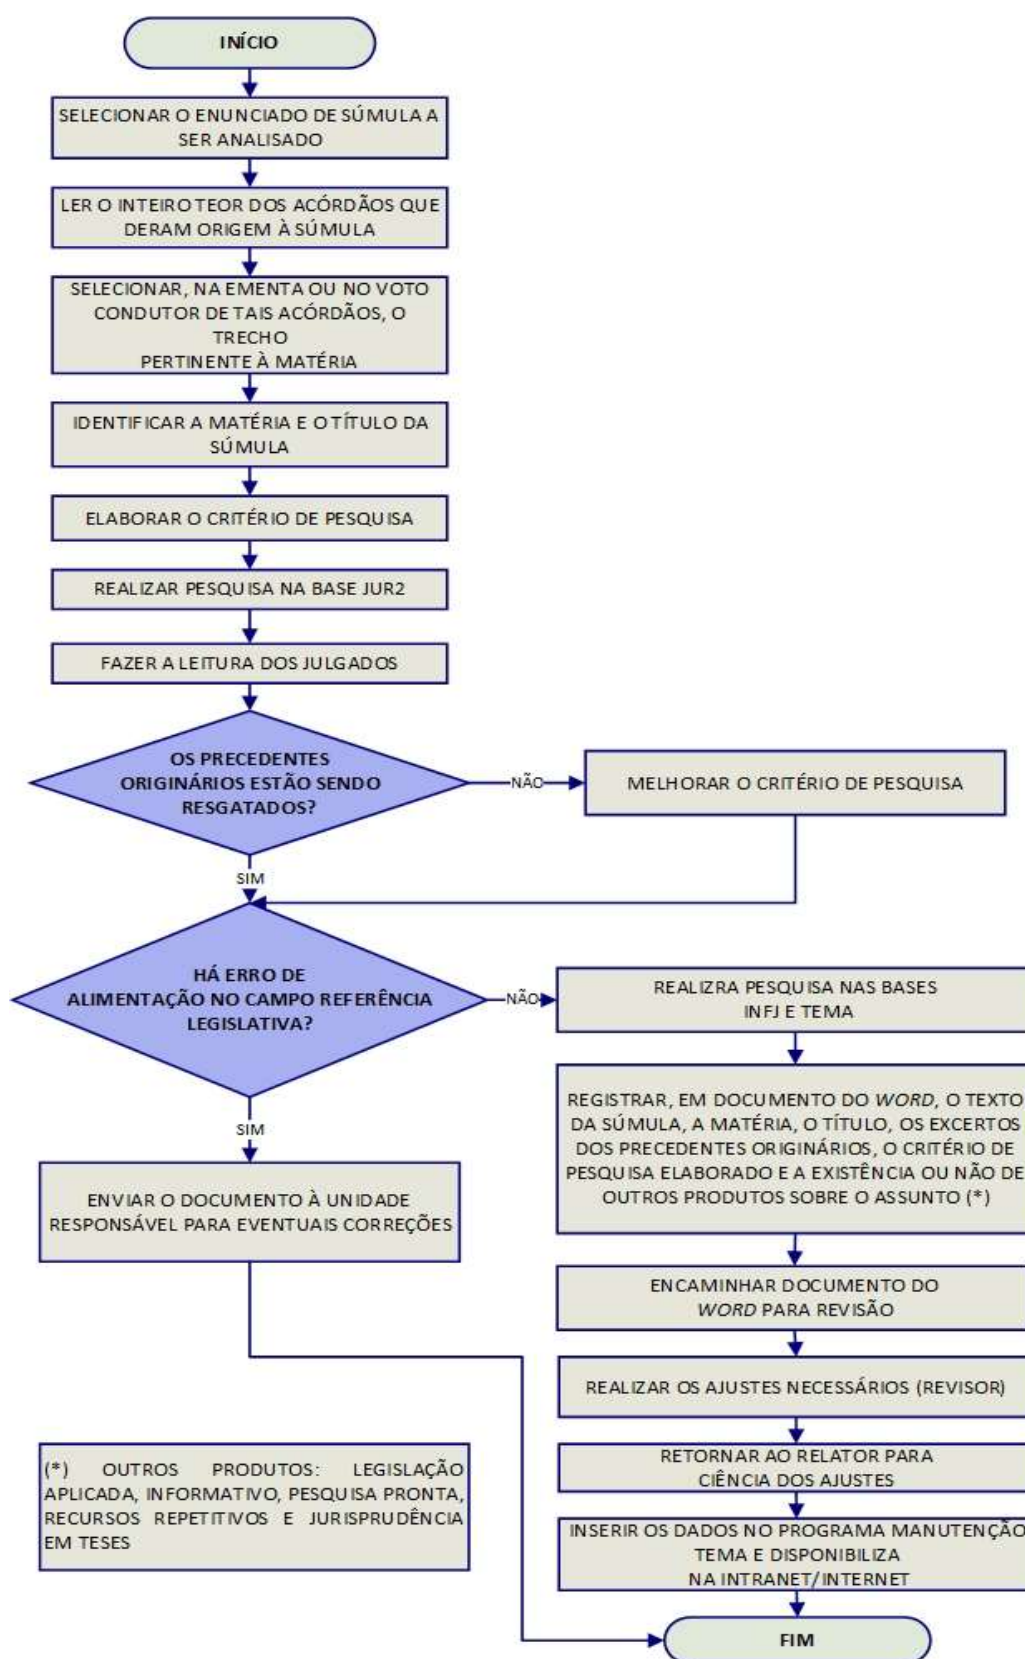 INÍCIO
SELECIONAR O ENUNCIADO DE SÚMULA A
SER ANALISADO
LER O INTEIRO TEOR DOS ACÓRDÃOS QUE
DERAM ORIGEM À SÚMULA
SELECIONAR, NA EMENTA OU NO VOTO
CONDUTOR DE TAIS ACÓRDÃOS, O
TRECHO
PERTINENTE À MATÉRIA
IDENTIFICAR A MATÉRIA E O TÍTULO DA
SÚMULA
ELABORAR O CRITÉRIO DE PESQUISA
REALIZAR PESQUISA NA BASE JUR2
FAZER A LEITURA DOS JULGADOS
OS PRECEDENTES
ORIGINÁRIOS ESTÃO SENDO
RESGATADOS?
NÃO
MELHORAR O CRITÉRIO DE PESQUISA
SIM
HÁ ERRO DE
ALIMENTAÇÃO NO CAMPO REFERÊNCIA
LEGISLATIVA?
NÃO
REALIZRA PESQUISA NAS BASES
INFJ E TEMA
REGISTRAR, EM DOCUMENTO DO WORD, O TEXTO
DA SÚMULA, A MATÉRIA, O TÍTULO, OS EXCERTOS
DOS PRECEDENTES ORIGINÁRIOS, O CRITÉRIO DE
PESQUISA ELABORADO E A EXISTÊNCIA OU NÃO DE
OUTROS PRODUTOS SOBRE O ASSUNTO (*)
SIM
ENVIAR O DOCUMENTO À UNIDADE
RESPONSÁVEL PARA EVENTUAIS CORREÇÕES
ENCAMINHAR DOCUMENTO DO
WORD PARA REVISÃO
REALIZAR OS AJUSTES NECESSÁRIOS (REVISOR)
RETORNAR AO RELATOR PARA
CIÊNCIA DOS AJUSTES
(*) OUTROS PRODUTOS: LEGISLAÇÃO
APLICADA, INFORMATIVO, PESQUISA PRONTA,
RECURSOS REPETITIVOS E JURISPRUDÊNCIA
EM TESES
INSERIR OS DADOS NO PROGRAMA MANUTENÇÃO
TEMA E DISPONIBILIZA
NA INTRANET/INTERNET
FIM